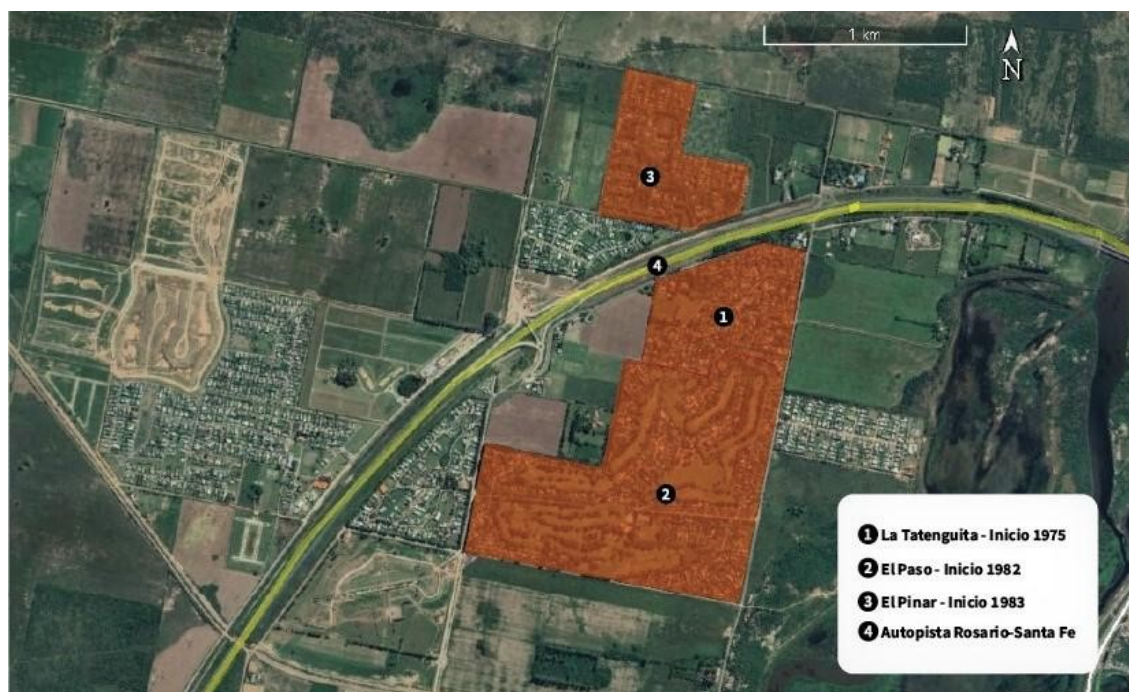 1 km
N
3
4
1
2
1 La Tatenguita - Inicio 1975
2 El Paso - Inicio 1982
3 El Pinar - Inicio 1983
4 Autopista Rosario-Santa Fe